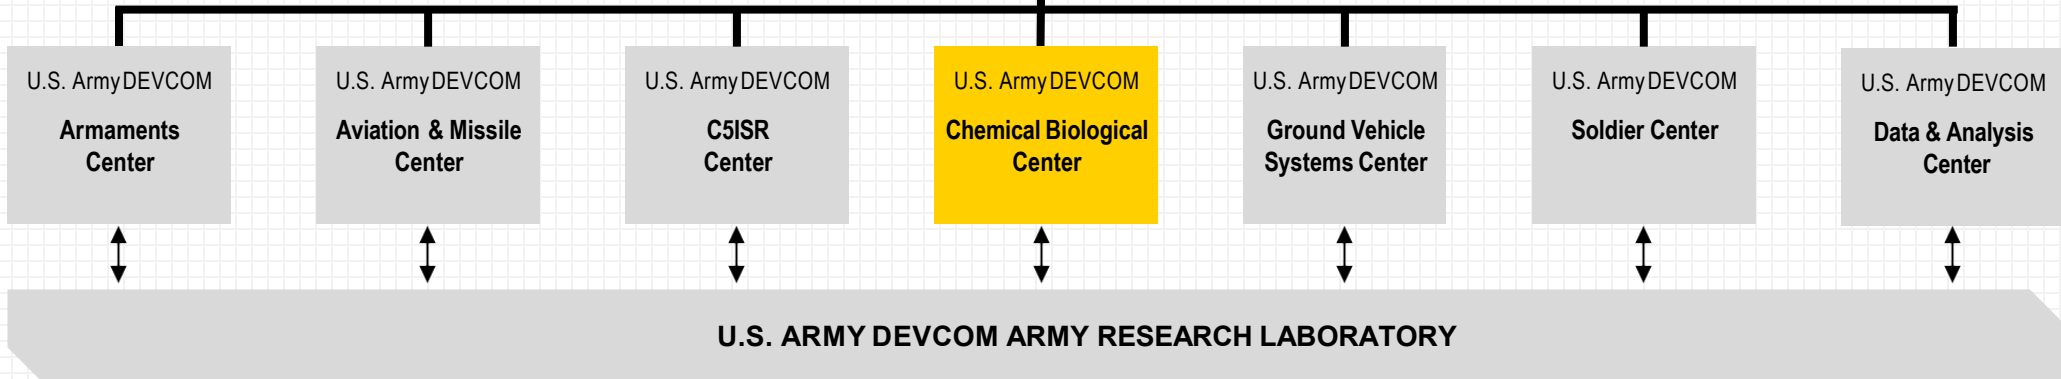 U.S. Army DEVCOM
Armaments
Center
U.S. Army DEVCOM
Aviation & Missile
Center
U.S. Army DEVCOM
C5ISR
Center
U.S. Army DEVCOM
Chemical Biological
Center
U.S. Army DEVCOM
Ground Vehicle
Systems Center
U.S. Army DEVCOM
Soldier Center
U.S. Army DEVCOM
Data & Analysis
Center
U.S. ARMY DEVCOM ARMY RESEARCH LABORATORY